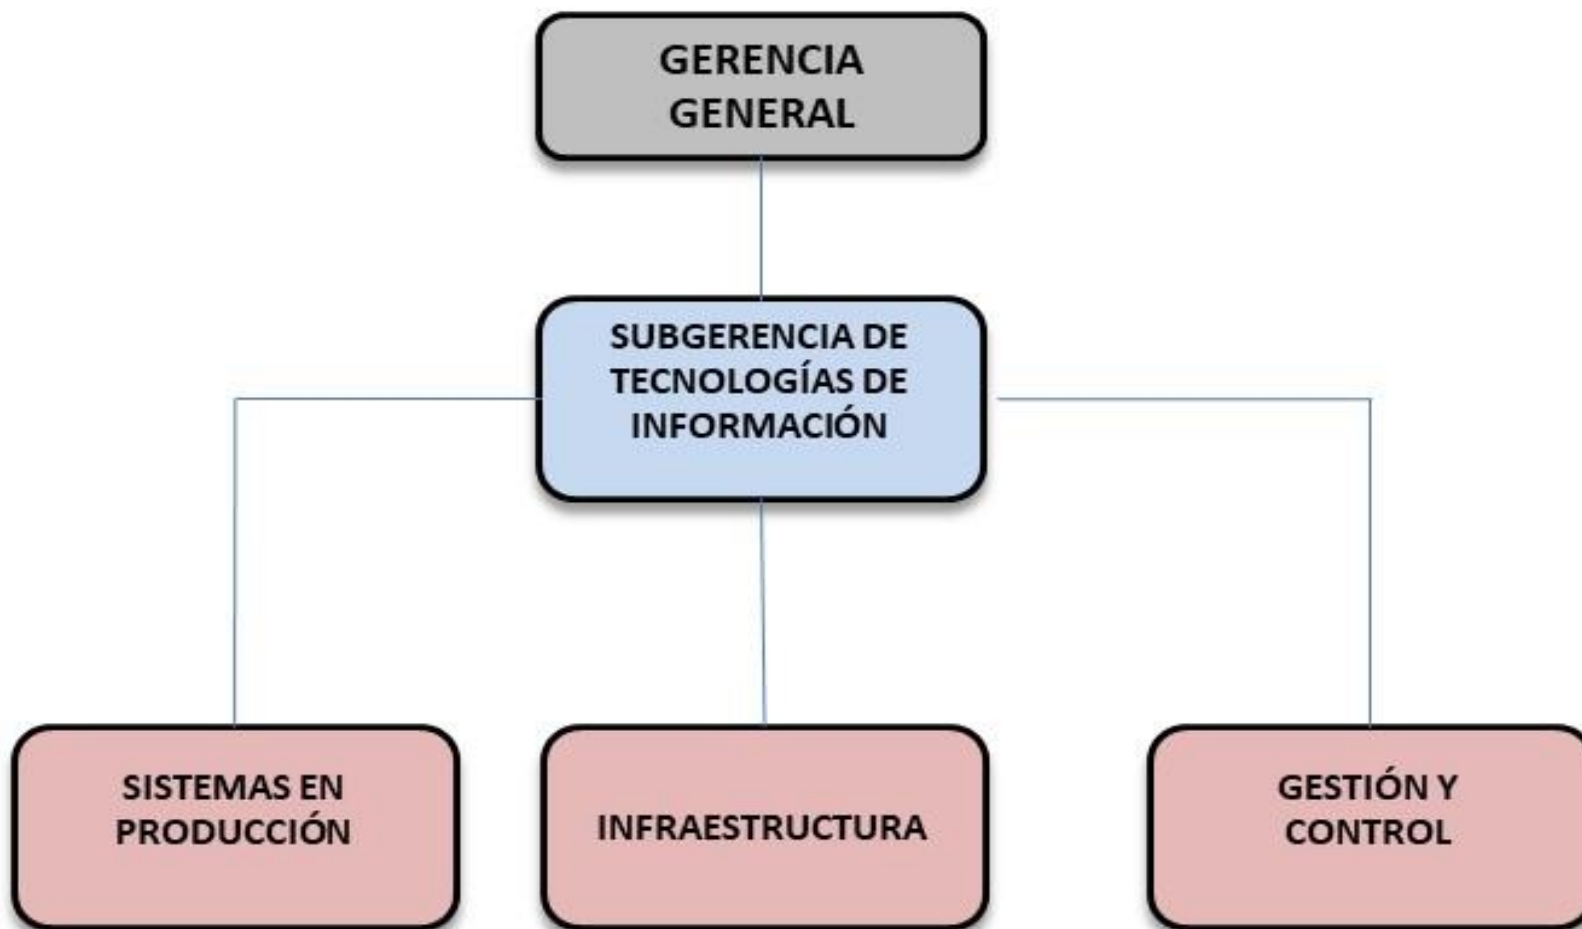 GERENCIA
GENERAL
SUBGERENCIA DE
TECNOLOGÍAS DE
INFORMACIÓN
SISTEMAS EN
PRODUCCIÓN
INFRAESTRUCTURA
GESTIÓN Y
CONTROL